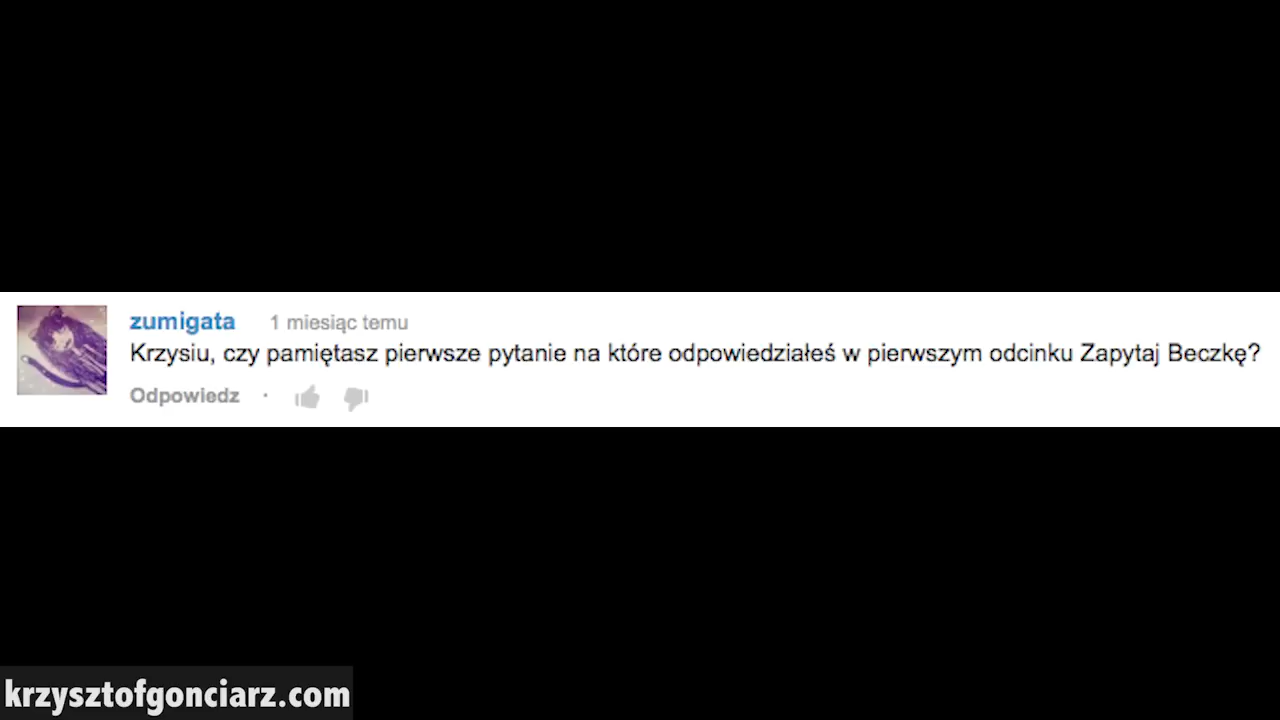 zumigata 1 miesiąc temu
Krzysiu, czy pamiętasz pierwsze pytanie na które odpowiedziałeś w pierwszym odcinku Zapytaj Beczkę?
Odpowiedz ·
krzysztofgonciarz.com